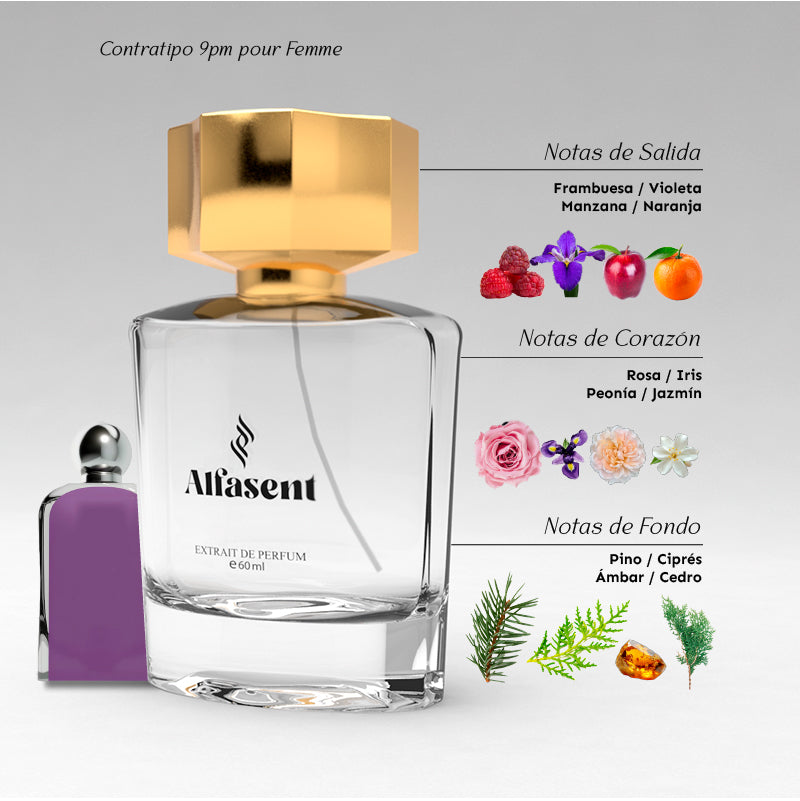 Contratipo 9pm pour Femme
Notas de Salida
Frambuesa / Violeta
Manzana / Naranja
Notas de Corazón
Rosa / Iris
Peonía / Jazmín
Alfasent
EXTRAIT DE PERFUM
℮60ml
Notas de Fondo
Pino / Ciprés
Ámbar / Cedro